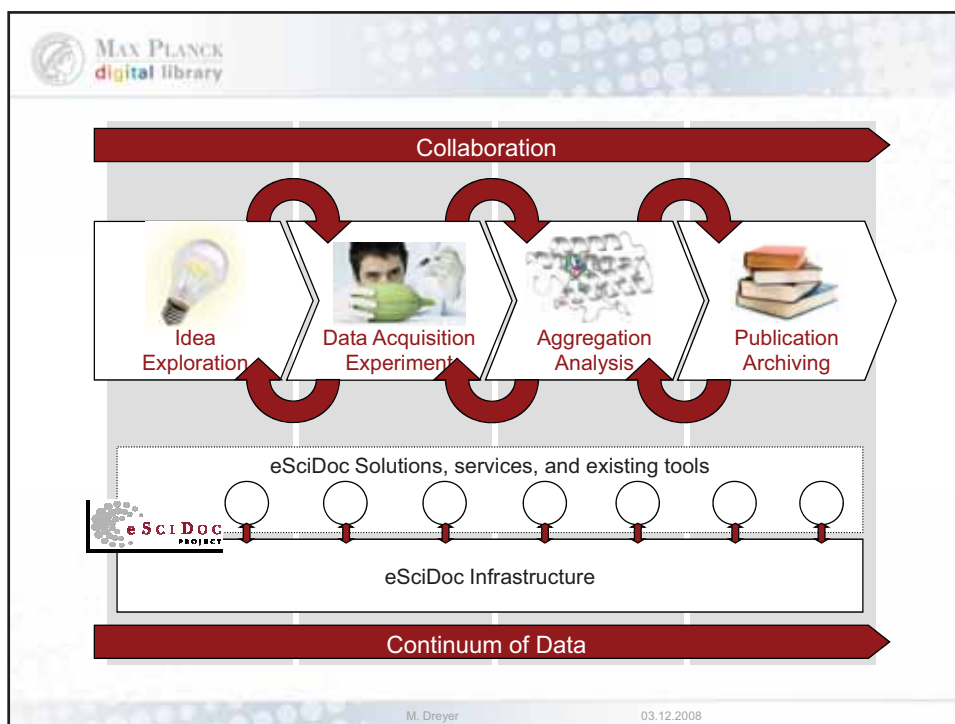 MAX PLANCK
digital library
Collaboration
Idea
Exploration
Data Acquisition
Experiment
Aggregation
Analysis
Publication
Archiving
eSciDoc Solutions, services, and existing tools
eSCIDOC
PROJECT
eSciDoc Infrastructure
Continuum of Data
M. Dreyer
03.12.2008